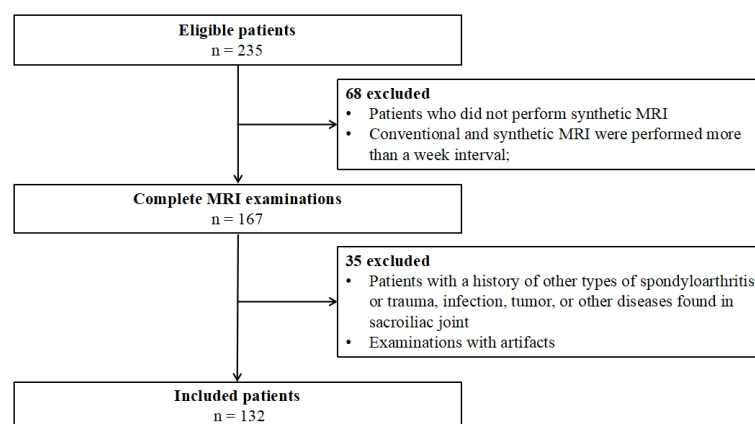 Eligible patients
n = 235
68 excluded
• Patients who did not perform synthetic MRI
• Conventional and synthetic MRI were performed more
than a week interval;
Complete MRI examinations
n = 167
35 excluded
• Patients with a history of other types of spondyloarthritis
or trauma, infection, tumor, or other diseases found in
sacroiliac joint
• Examinations with artifacts
Included patients
n = 132